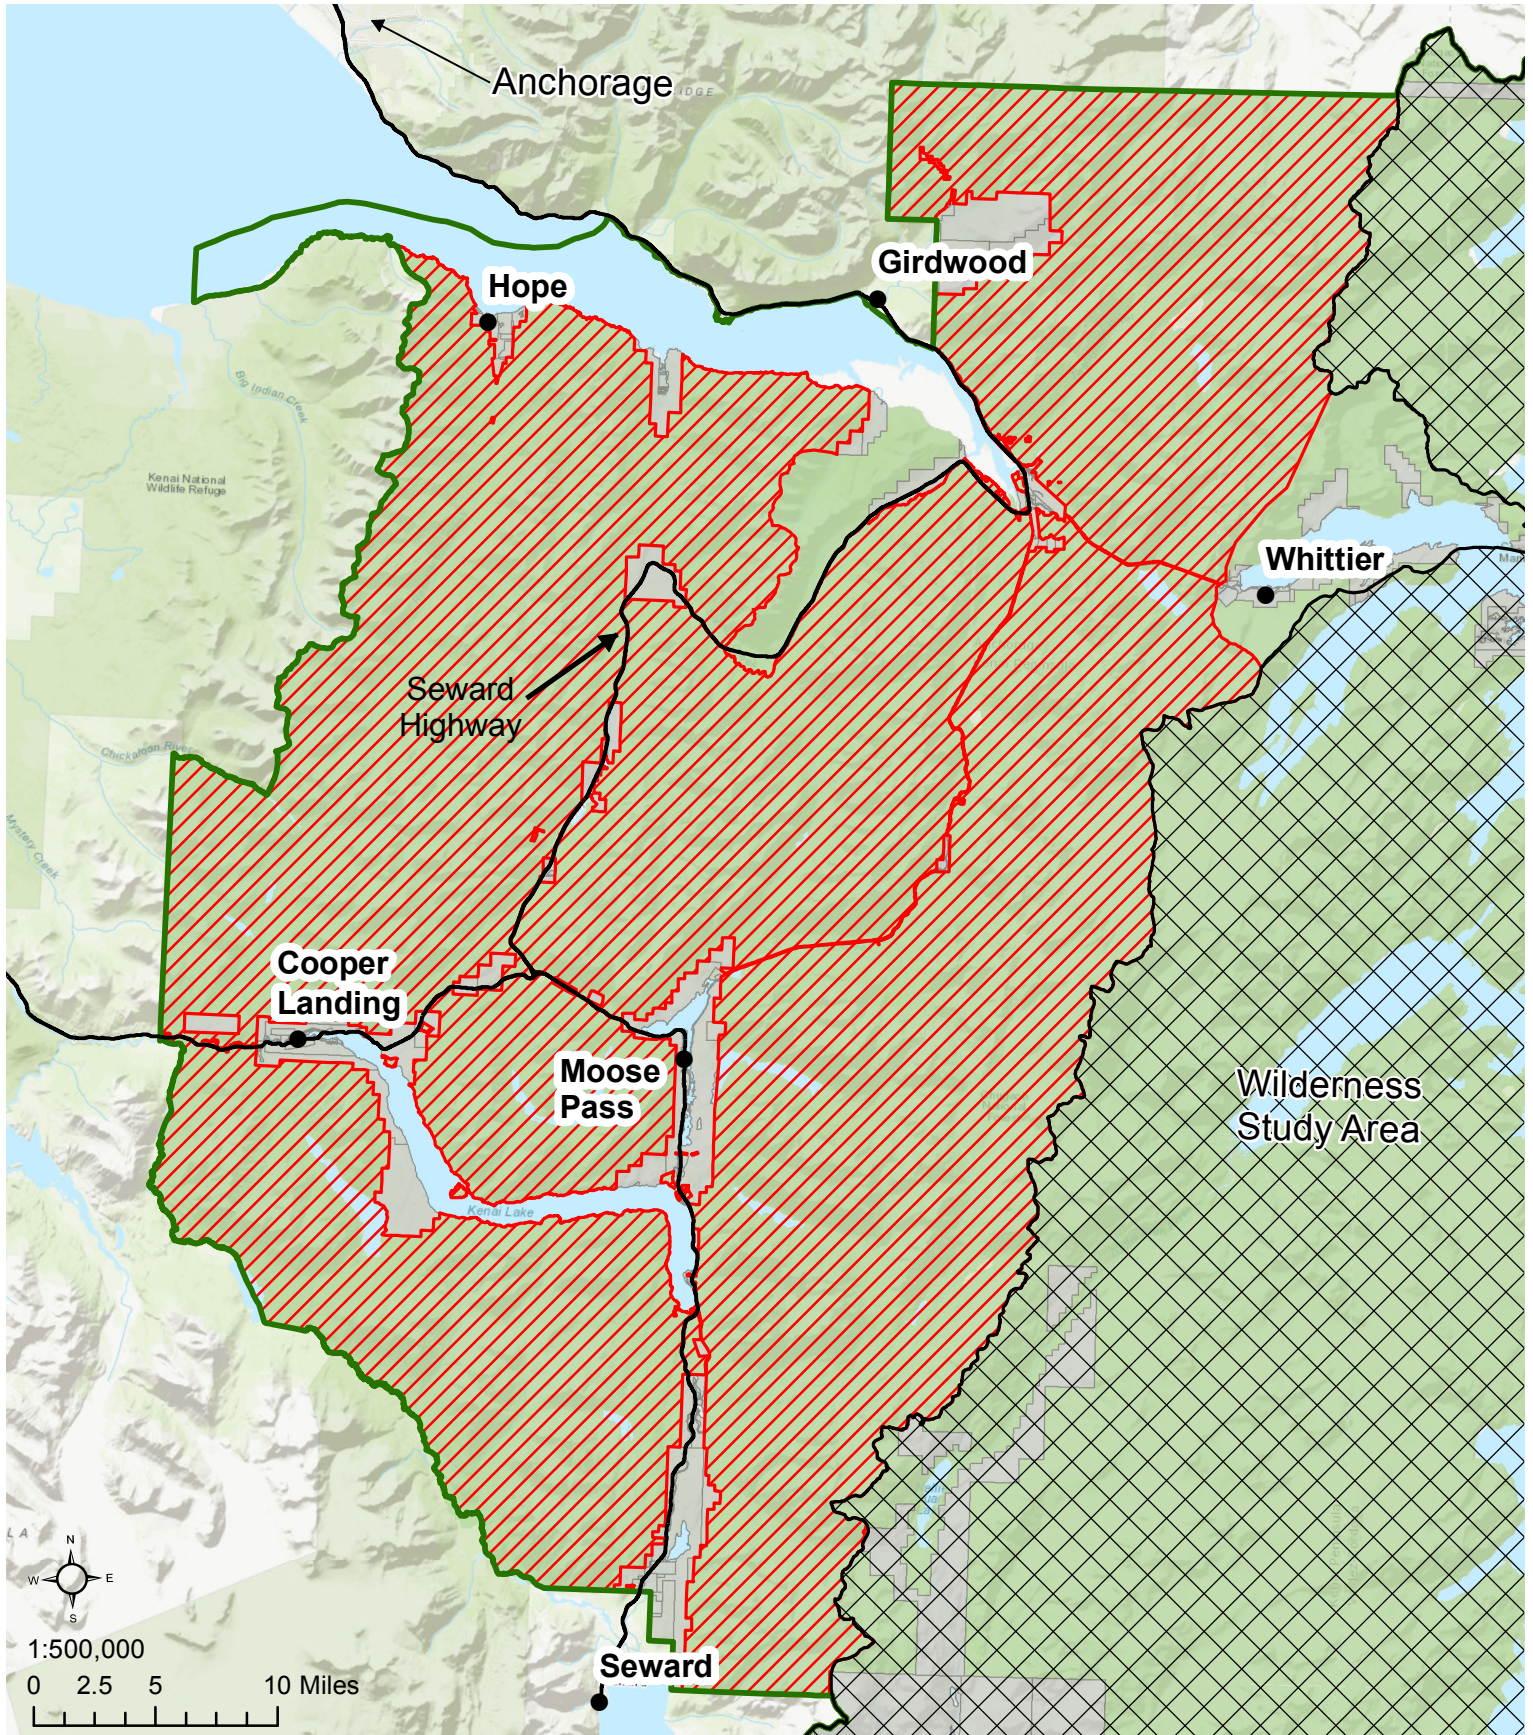 Anchorage
Girdwood
Hope
Big Indian Creek
Kenai National
Wildlife Refuge
Whittier
Seward
Highway
Chickaloon River
Mystery Creek
Cooper
Landing
Moose
Pass
Wilderness
Study Area
Kenai Lake
N
W
E
S
1:500,000
0 2.5 5 10 Miles
Seward